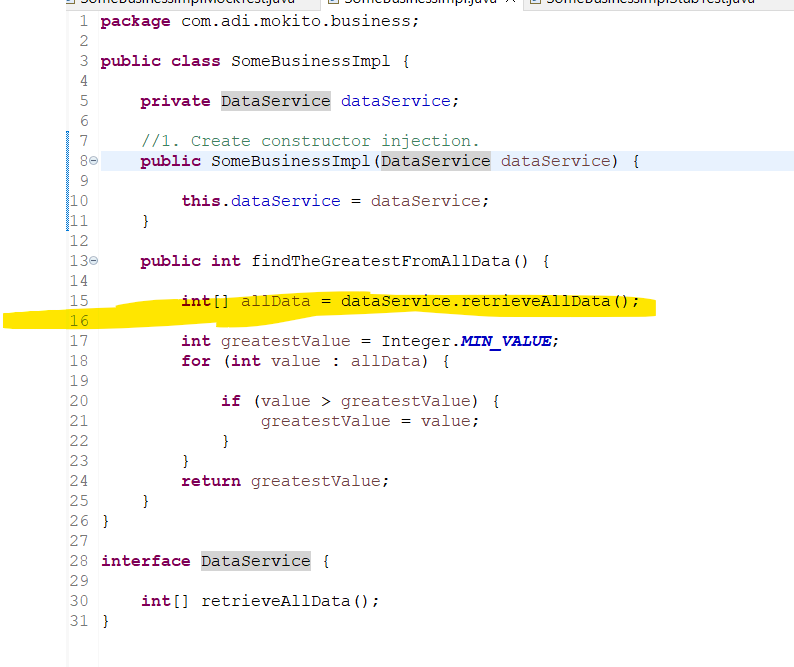 SomeBusinessImplMockTest.java SomeBusinessImpl.java SomeBusinessImplStubTest.java
1 package com.adi.mokito.business;
2
3 public class SomeBusinessImpl {
4
5 private DataService dataService;
6
7 //1. Create constructor injection.
8 public SomeBusinessImpl(DataService dataService) {
9
10 this.dataService = dataService;
11 }
12
13 public int findTheGreatestFromAllData() {
14
15 int[] allData = dataService.retrieveAllData();
16
17 int greatestValue = Integer.MIN_VALUE;
18 for (int value : allData) {
19
20 if (value > greatestValue) {
21 greatestValue = value;
22 }
23 }
24 return greatestValue;
25 }
26 }
27
28 interface DataService {
29
30 int[] retrieveAllData();
31 }